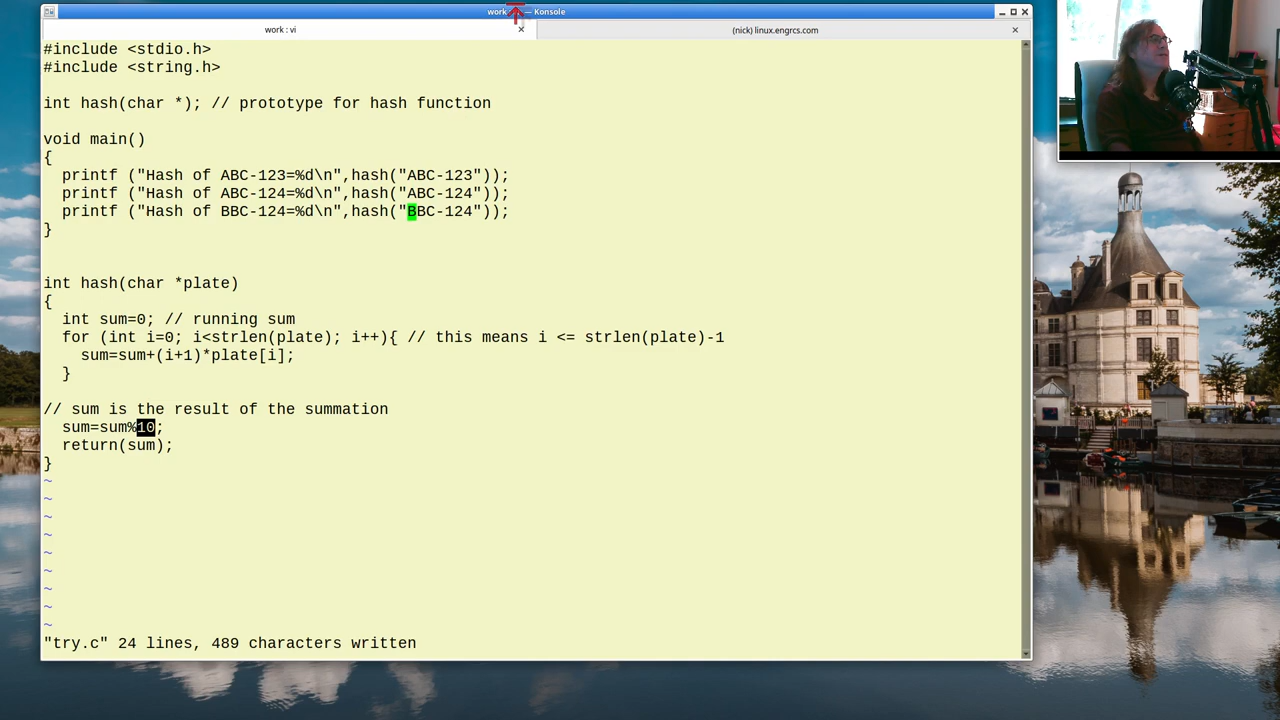 work — Konsole
work : vi
(nick) linux.engrcs.com
#include <stdio.h>
#include <string.h>
int hash(char *); // prototype for hash function
void main()
{
  printf ("Hash of ABC-123=%d\n",hash("ABC-123"));
  printf ("Hash of ABC-124=%d\n",hash("ABC-124"));
  printf ("Hash of BBC-124=%d\n",hash("BBC-124"));
}
int hash(char *plate)
{
  int sum=0; // running sum
  for (int i=0; i<strlen(plate); i++){ // this means i <= strlen(plate)-1
    sum=sum+(i+1)*plate[i];
  }
// sum is the result of the summation
  sum=sum%10;
  return(sum);
}
~
~
~
~
~
~
~
~
~
"try.c" 24 lines, 489 characters written